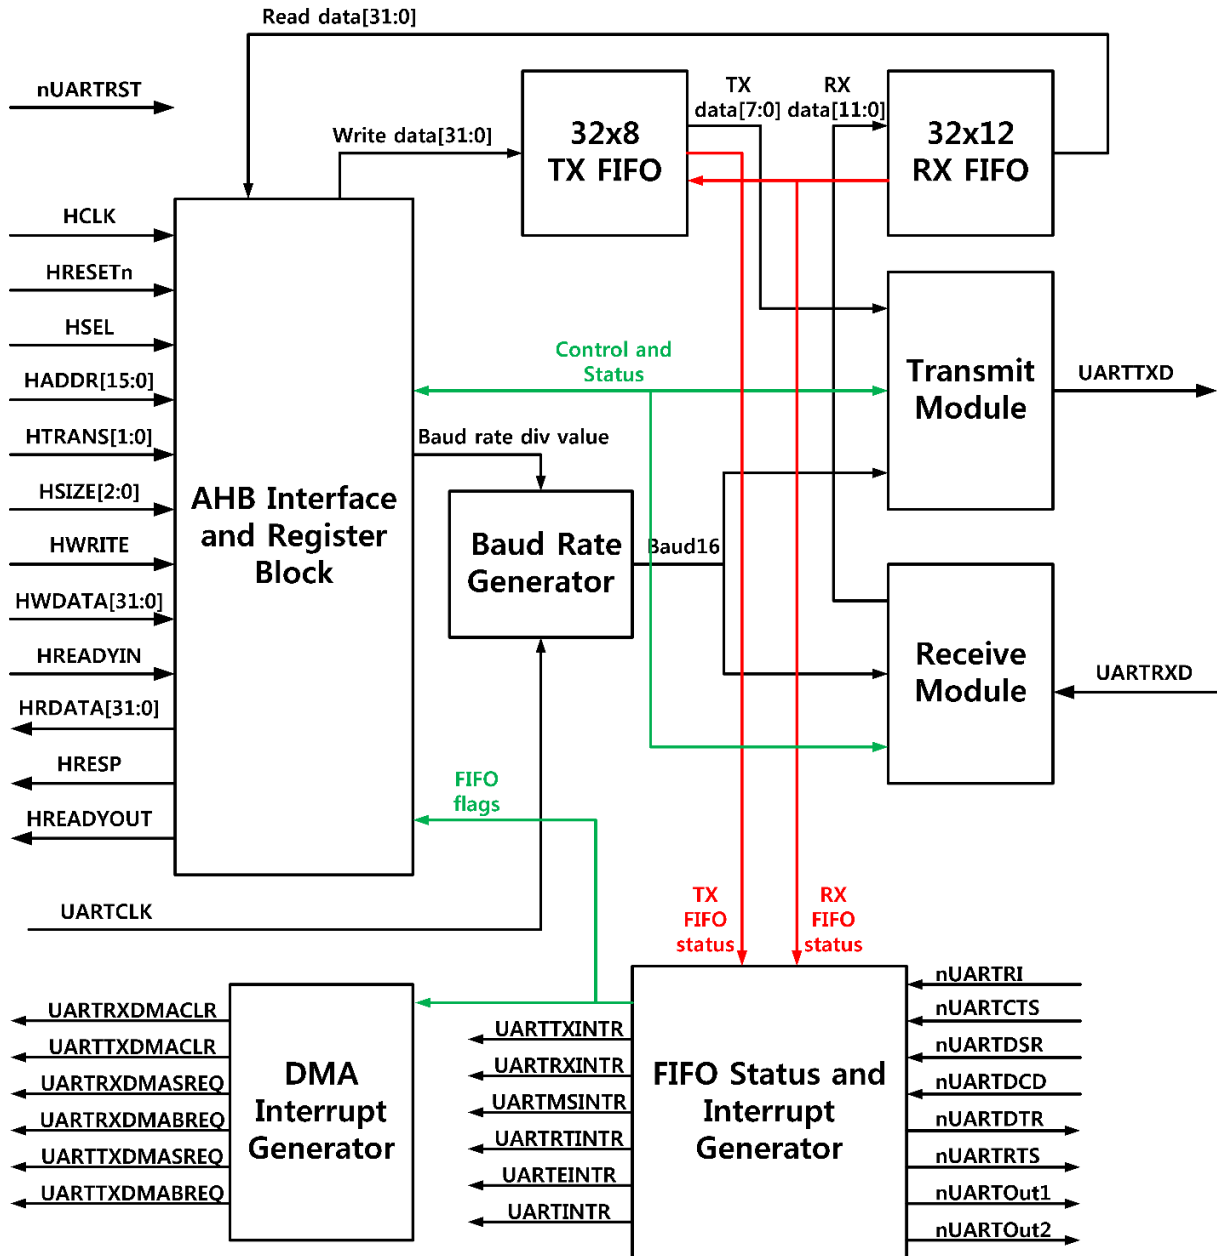 Read data[31:0]
nUARTRST
Write data[31:0]
32x8
TX FIFO
TX
data[7:0]
RX
data[11:0]
32x12
RX FIFO
HCLK
HRESETn
HSEL
HADDR[15:0]
HTRANS[1:0]
HSIZE[2:0]
HWRITE
HWDATA[31:0]
HREADYIN
HRDATA[31:0]
HRESP
HREADYOUT
AHB Interface
and Register
Block
Control and
Status
Baud rate div value
Baud Rate
Generator
Baud16
Transmit
Module
UARTTXD
Receive
Module
UARTRXD
FIFO
flags
UARTCLK
TX
FIFO
status
RX
FIFO
status
UARTRXDMACLR
UARTTXDMACLR
UARTRXDMASREQ
UARTRXDMABREQ
UARTTXDMASREQ
UARTTXDMABREQ
DMA
Interrupt
Generator
UARTTXINTR
UARTRXINTR
UARTMSINTR
UARTRTINTR
UARTEINTR
UARTINTR
FIFO Status and
Interrupt
Generator
nUARTRI
nUARTCTS
nUARTDSR
nUARTDCD
nUARTDTR
nUARTRTS
nUARTOut1
nUARTOut2